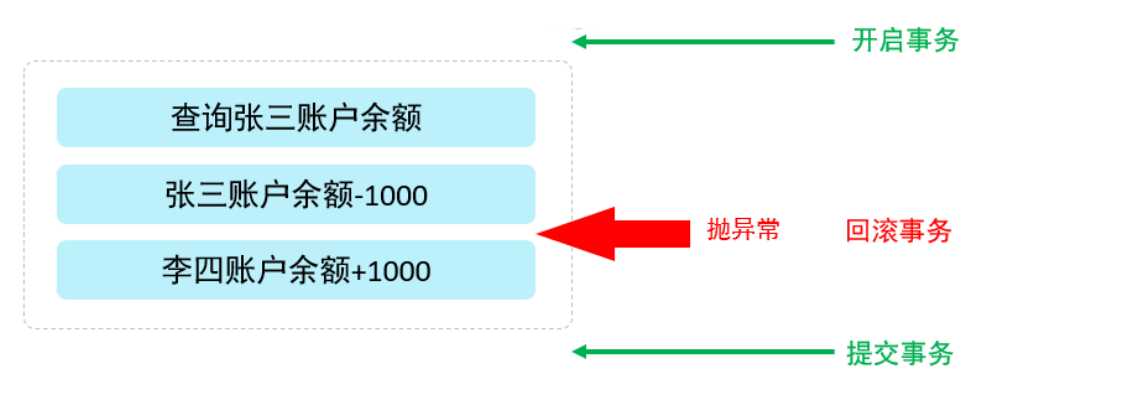 开启事务
查询张三账户余额
张三账户余额-1000
抛异常 回滚事务
李四账户余额+1000
提交事务